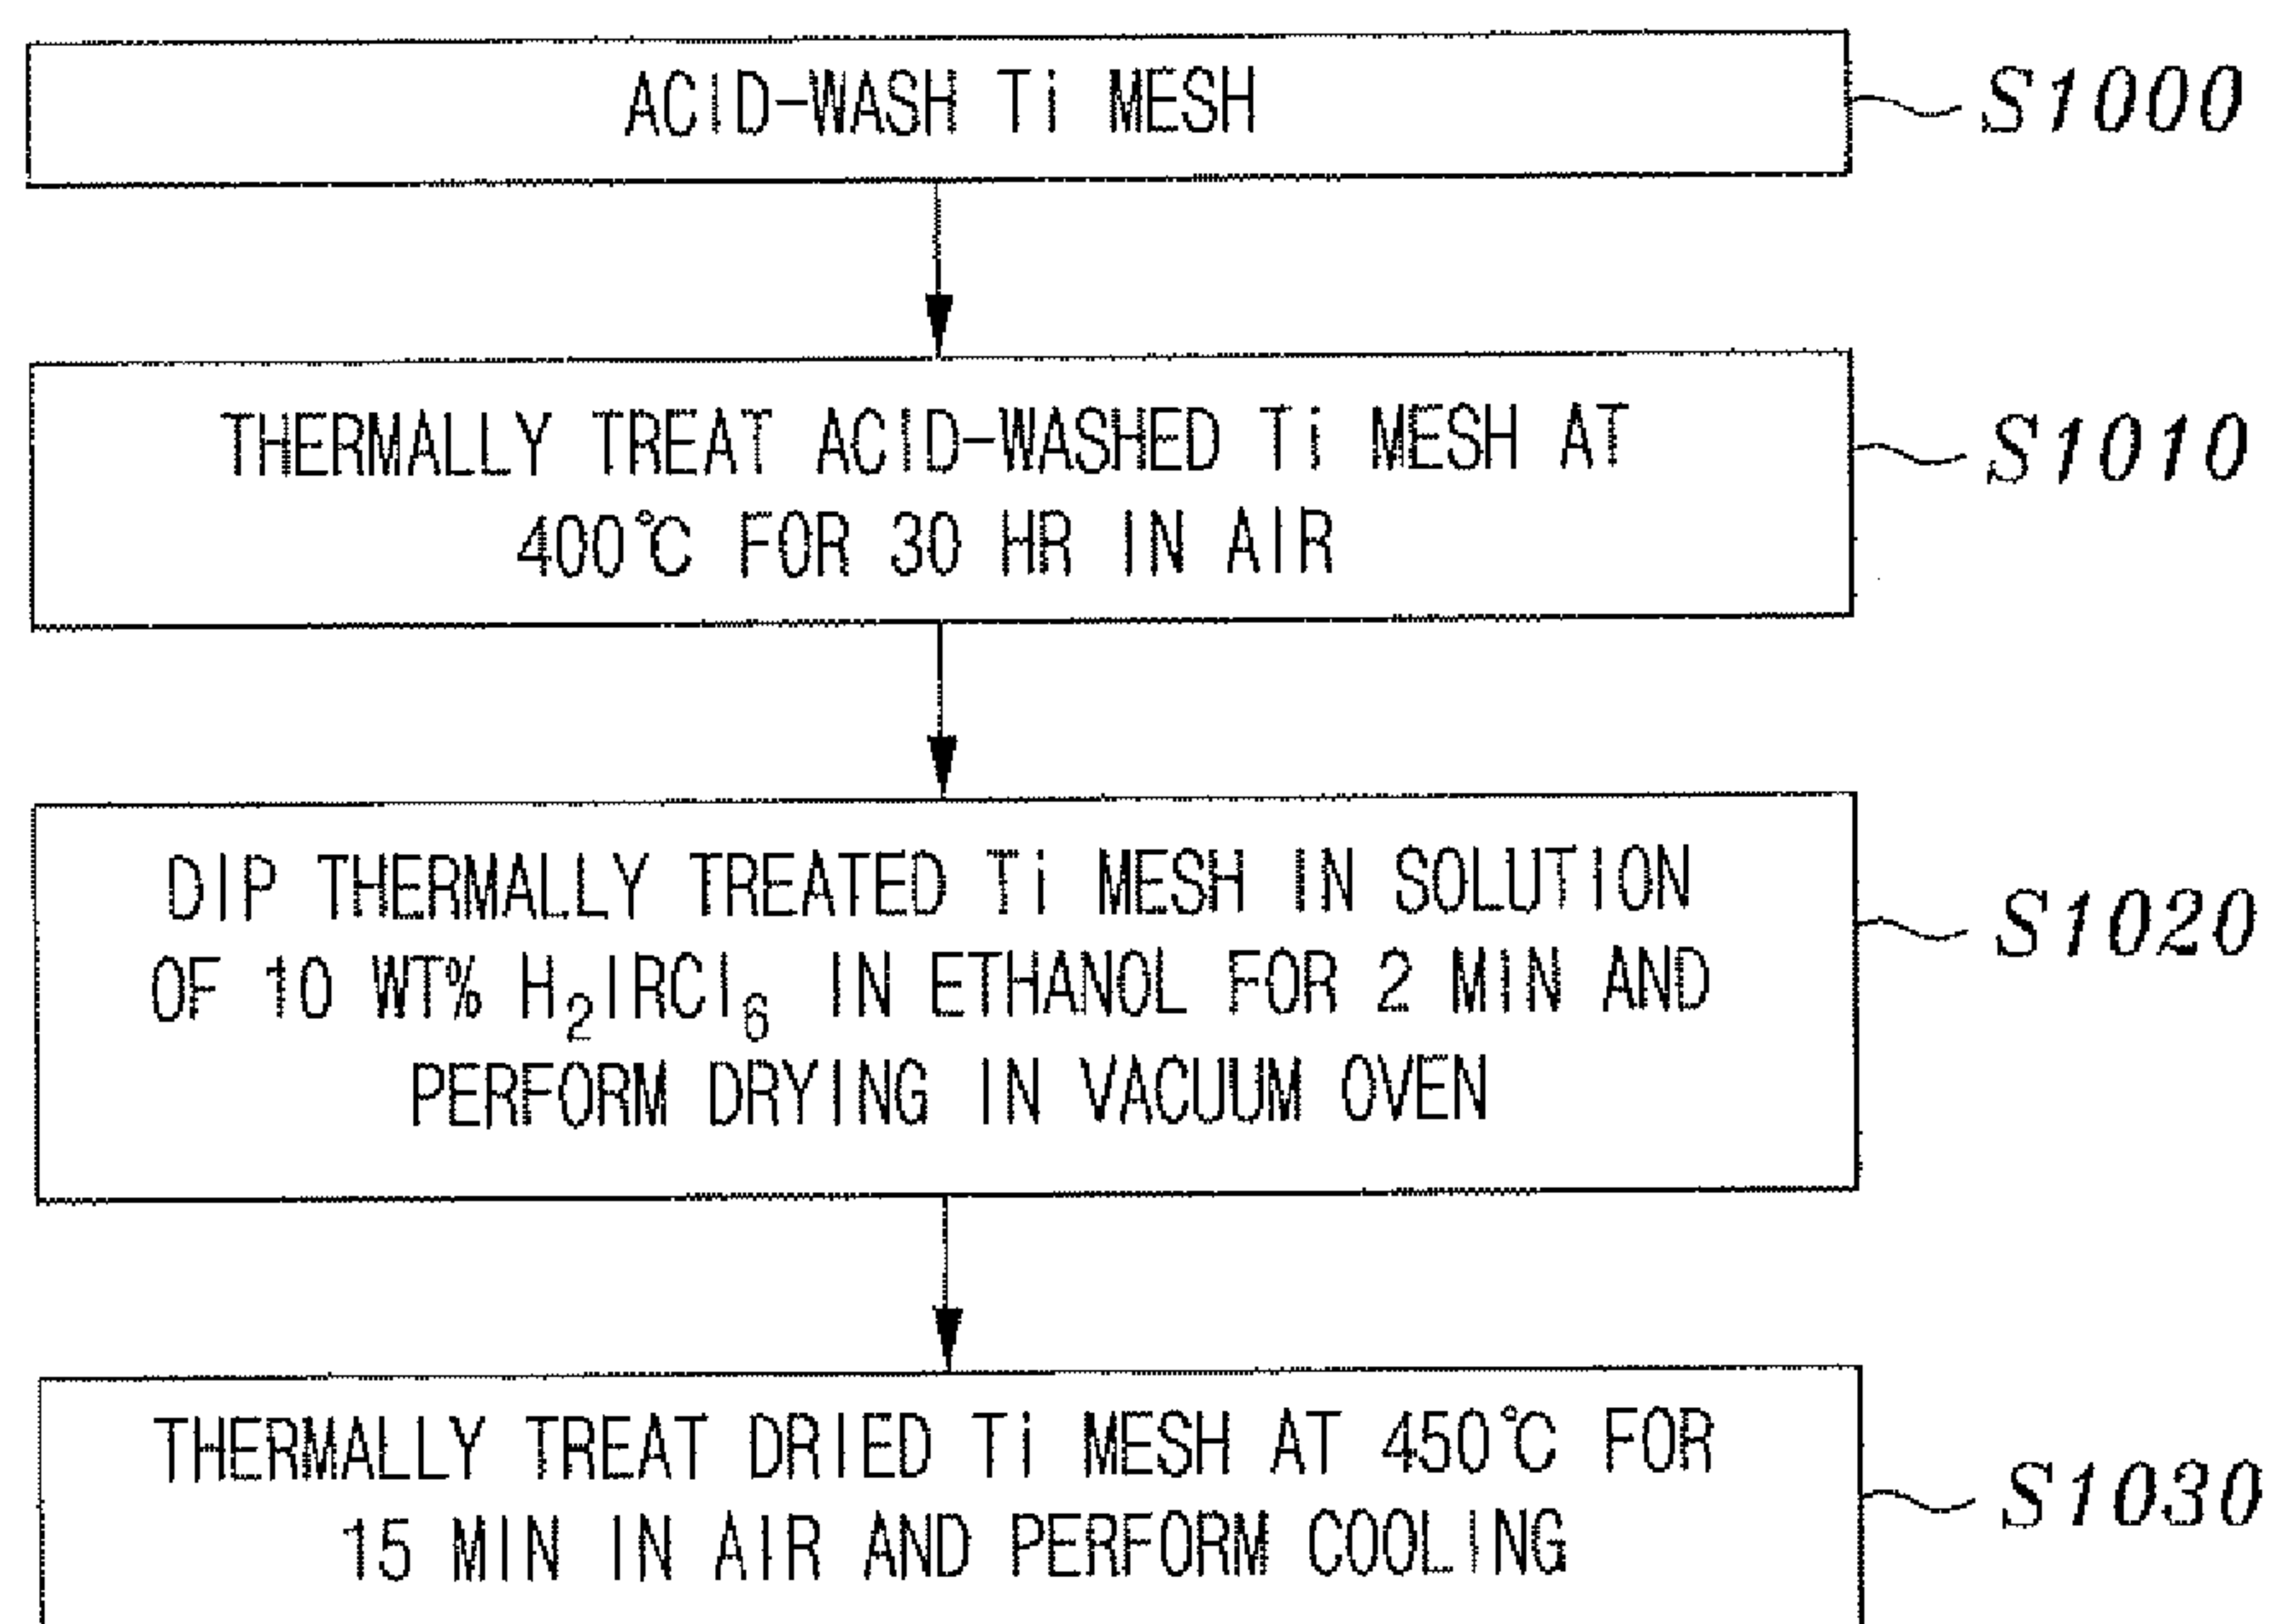 ACID-WASH Ti MESH
S1000
THERMALLY TREAT ACID-WASHED Ti MESH AT
400℃ FOR 30 HR IN AIR
S1010
DIP THERMALLY TREATED Ti MESH IN SOLUTION
OF 10 WT% H₂IRCl₆ IN ETHANOL FOR 2 MIN AND
PERFORM DRYING IN VACUUM OVEN
S1020
THERMALLY TREAT DRIED Ti MESH AT 450℃ FOR
15 MIN IN AIR AND PERFORM COOLING
S1030